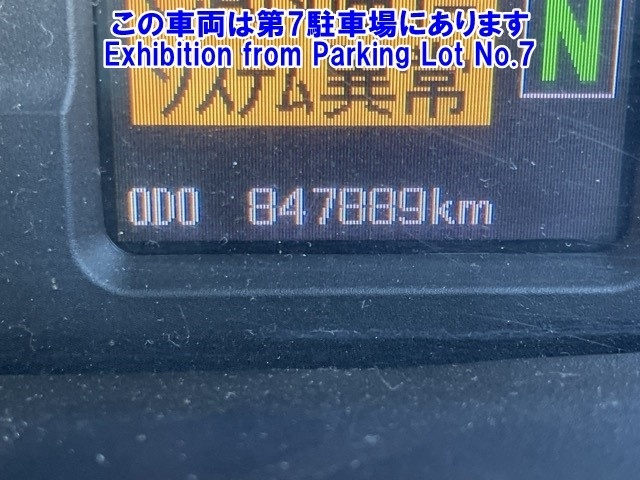 この車両は第7駐車場にあります
Exhibition from Parking Lot No.7
N
システム異常
ODO 847889km